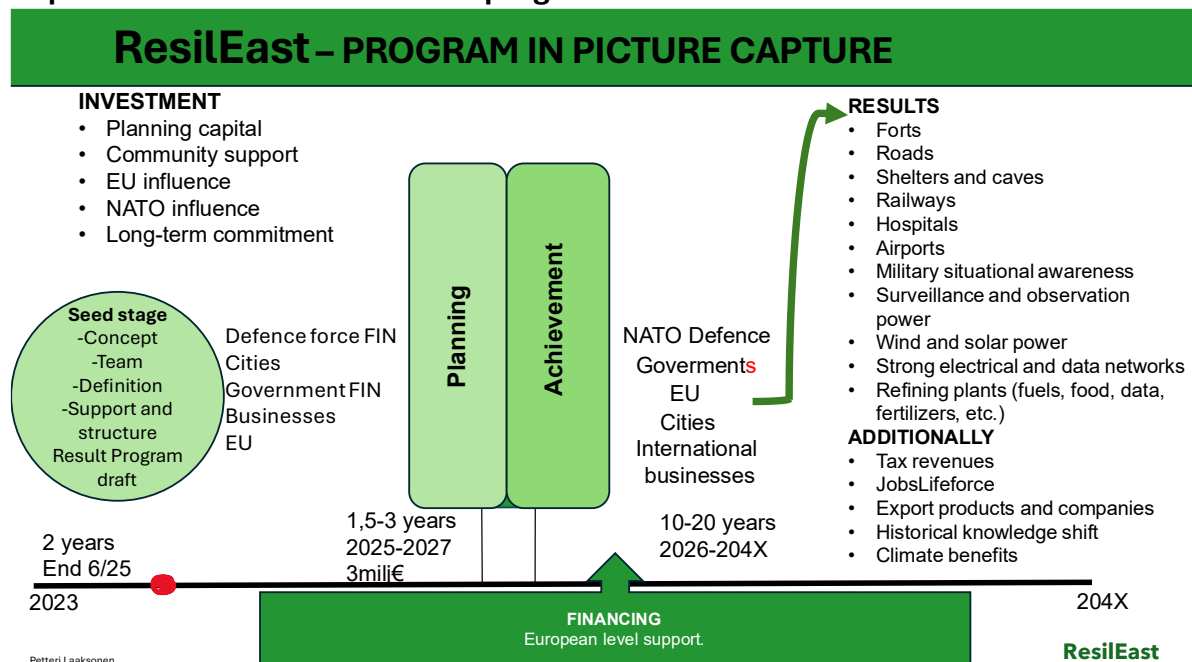 ResilEast – PROGRAM IN PICTURE CAPTURE
INVESTMENT
• Planning capital
• Community support
• EU influence
• NATO influence
• Long-term commitment
Seed stage
-Concept
-Team
-Definition
-Support and
structure
Result Program
draft
Defence force FIN
Cities
Government FIN
Businesses
EU
Planning
Achievement
NATO Defence
Goverments
EU
Cities
International
businesses
RESULTS
• Forts
• Roads
• Shelters and caves
• Railways
• Hospitals
• Airports
• Military situational awareness
• Surveillance and observation
power
• Wind and solar power
• Strong electrical and data networks
• Refining plants (fuels, food, data,
fertilizers, etc.)
ADDITIONALLY
• Tax revenues
• JobsLifeforce
• Export products and companies
• Historical knowledge shift
• Climate benefits
2 years
End 6/25
1,5-3 years
2025-2027
3milj€
10-20 years
2026-204X
2023
204X
FINANCING
European level support.
Petteri Laaksonen
ResilEast